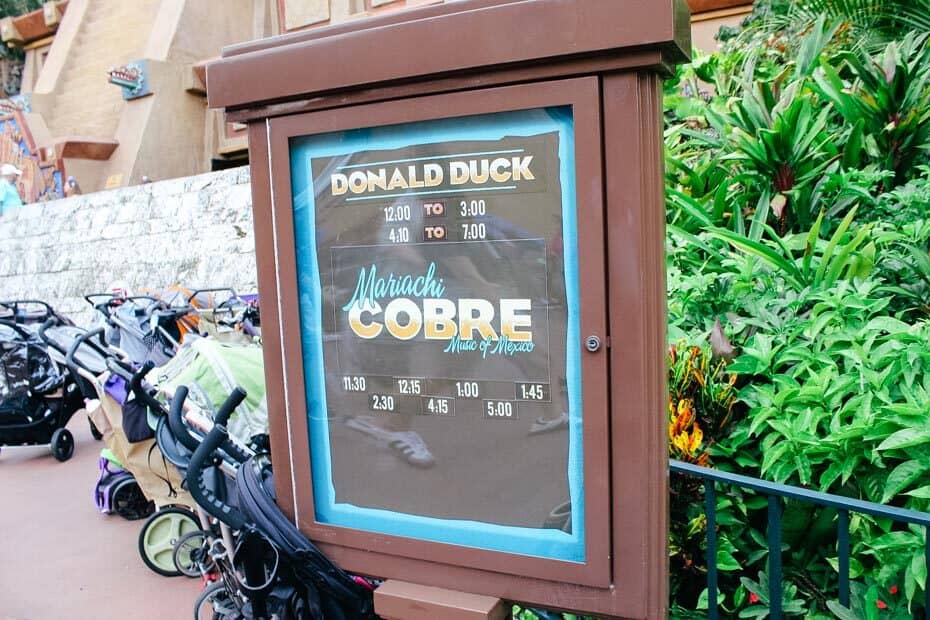 DONALD DUCK
12:00 TO 3:00
4:10 TO 7:00
Mariachi
COBRE
Music of Mexico
11:30 12:15 1:00 1:45
2:30 4:15 5:00